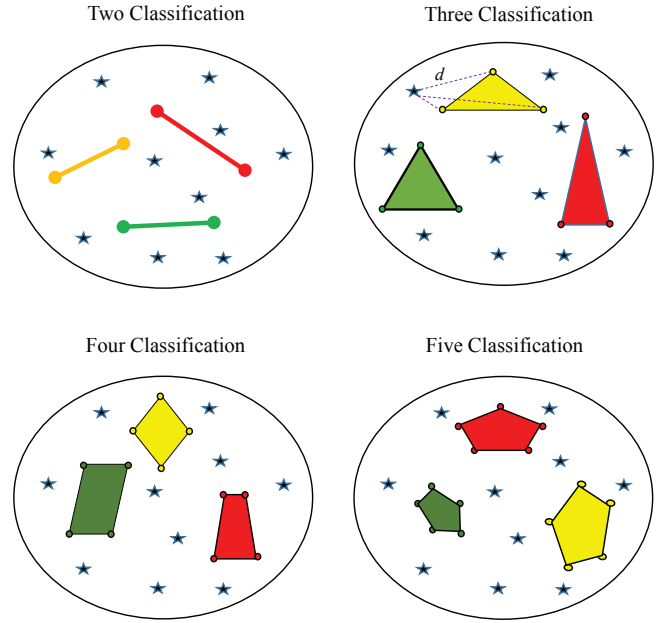 Two Classification
Three Classification
d
Four Classification
Five Classification